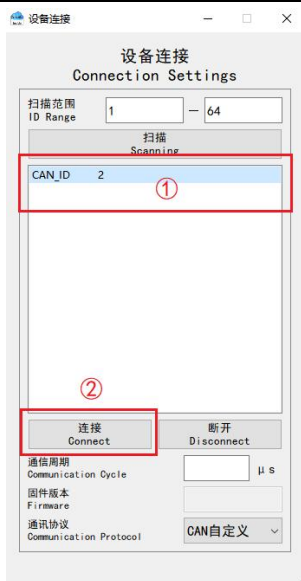 设备连接
设备连接
Connection Settings
扫描范围
ID Range
1
—
64
扫描
Scanning
CAN_ID 2
①
②
连接
Connect
断开
Disconnect
通信周期
Communication Cycle
μs
固件版本
Firmware
通讯协议
Communication Protocol
CAN自定义